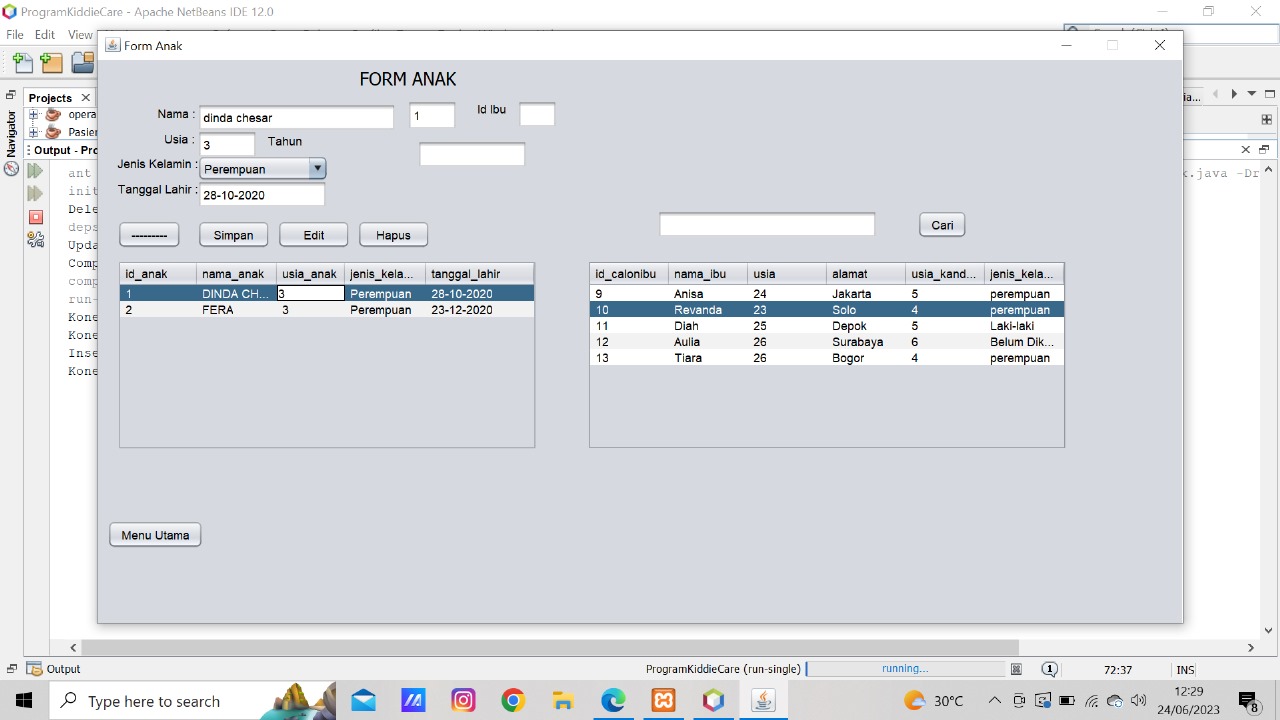 ProgramKiddieCare - Apache NetBeans IDE 12.0
File Edit View
Form Anak
FORM ANAK
Projects
opera
Pasier
Navigator
Output - Pro
ant
init
Dele
deps
Upda
Comp
comp
run-
Kone
Kone
Inse
Kone
Nama : dinda chesar 1 Id Ibu
Usia : 3 Tahun
Jenis Kelamin : Perempuan
Tanggal Lahir : 28-10-2020
--------- Simpan Edit Hapus Cari
id_anak nama_anak usia_anak jenis_kela... tanggal_lahir
1 DINDA CH... 3 Perempuan 28-10-2020
2 FERA 3 Perempuan 23-12-2020
id_calonibu nama_ibu usia alamat usia_kand... jenis_kela...
9 Anisa 24 Jakarta 5 perempuan
10 Revanda 23 Solo 4 perempuan
11 Diah 25 Depok 5 Laki-laki
12 Aulia 26 Surabaya 6 Belum Dik...
13 Tiara 26 Bogor 4 perempuan
Menu Utama
ia...
k.java -Dr
Output ProgramKiddieCare (run-single) running... 1 72:37 INS
Type here to search
30°C
12:29
24/06/2023
8